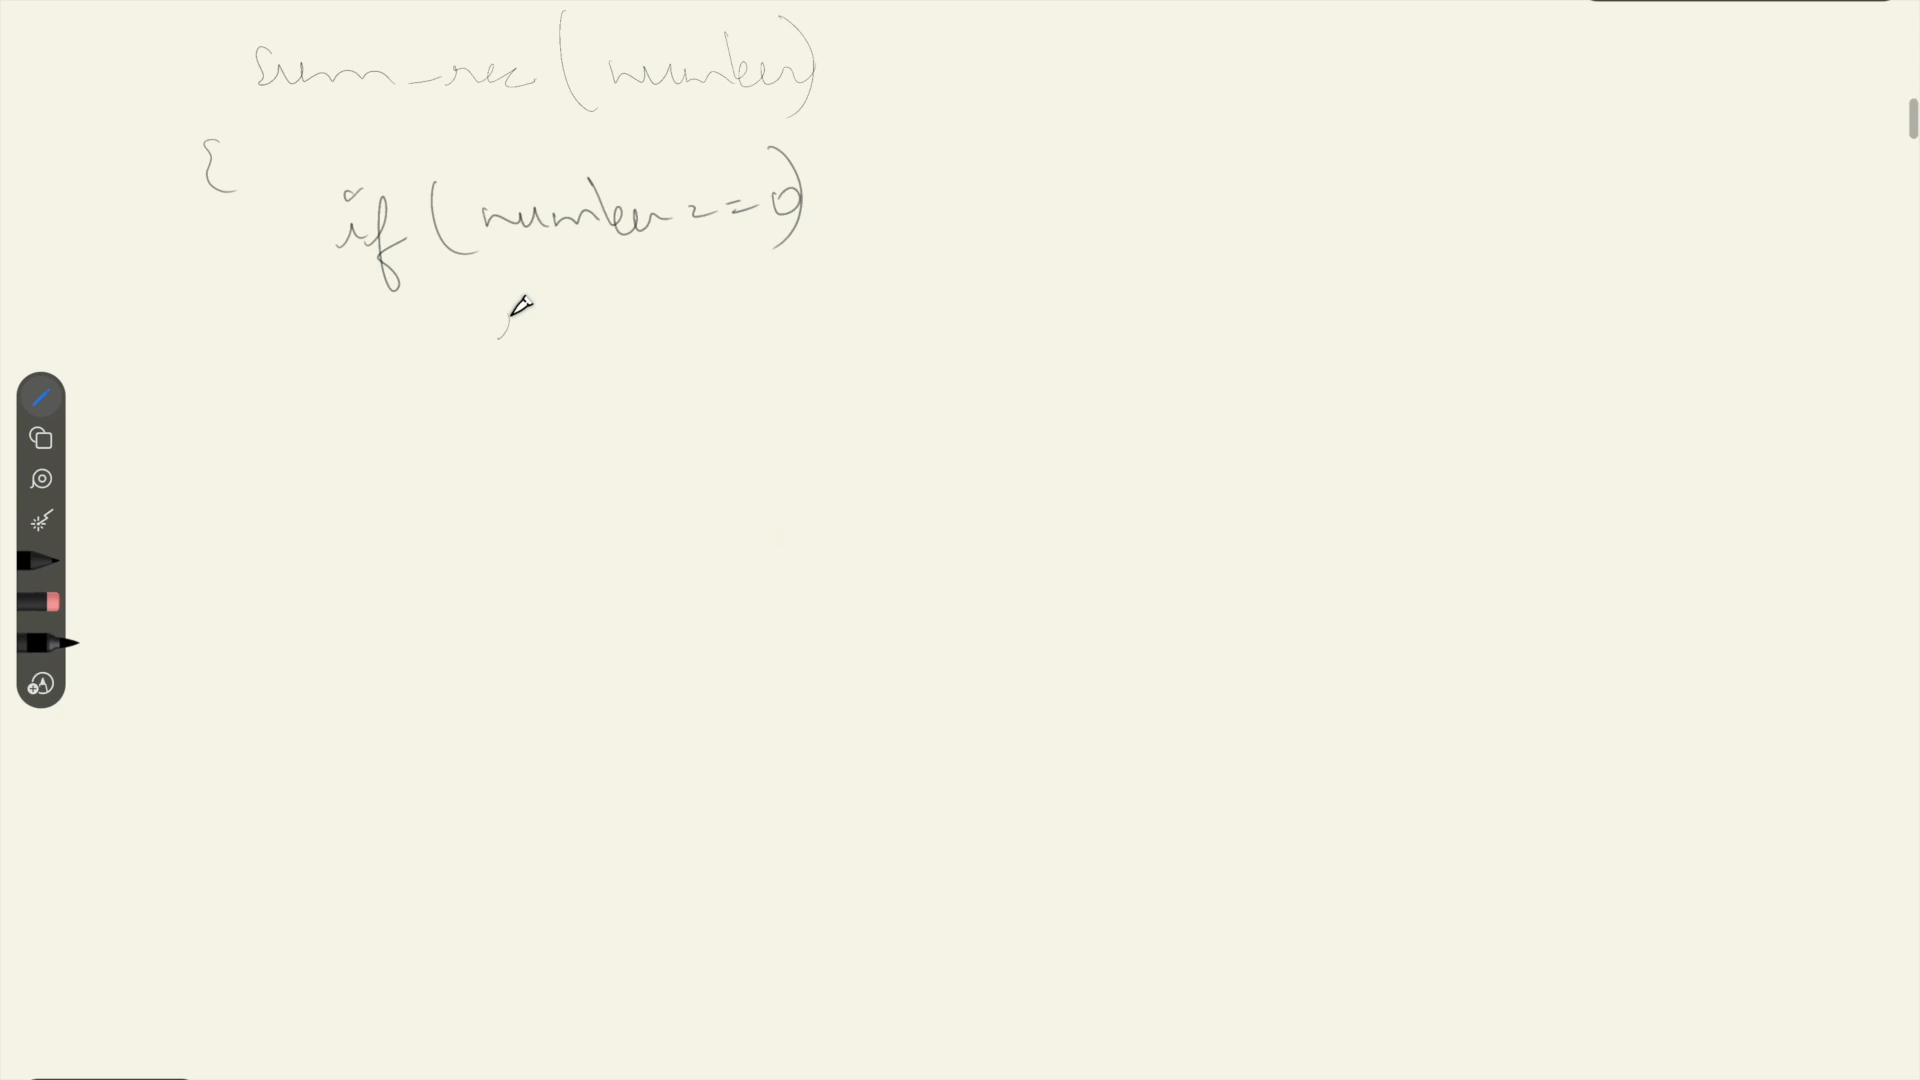 sum_rec (number)
{
if (number == 0)